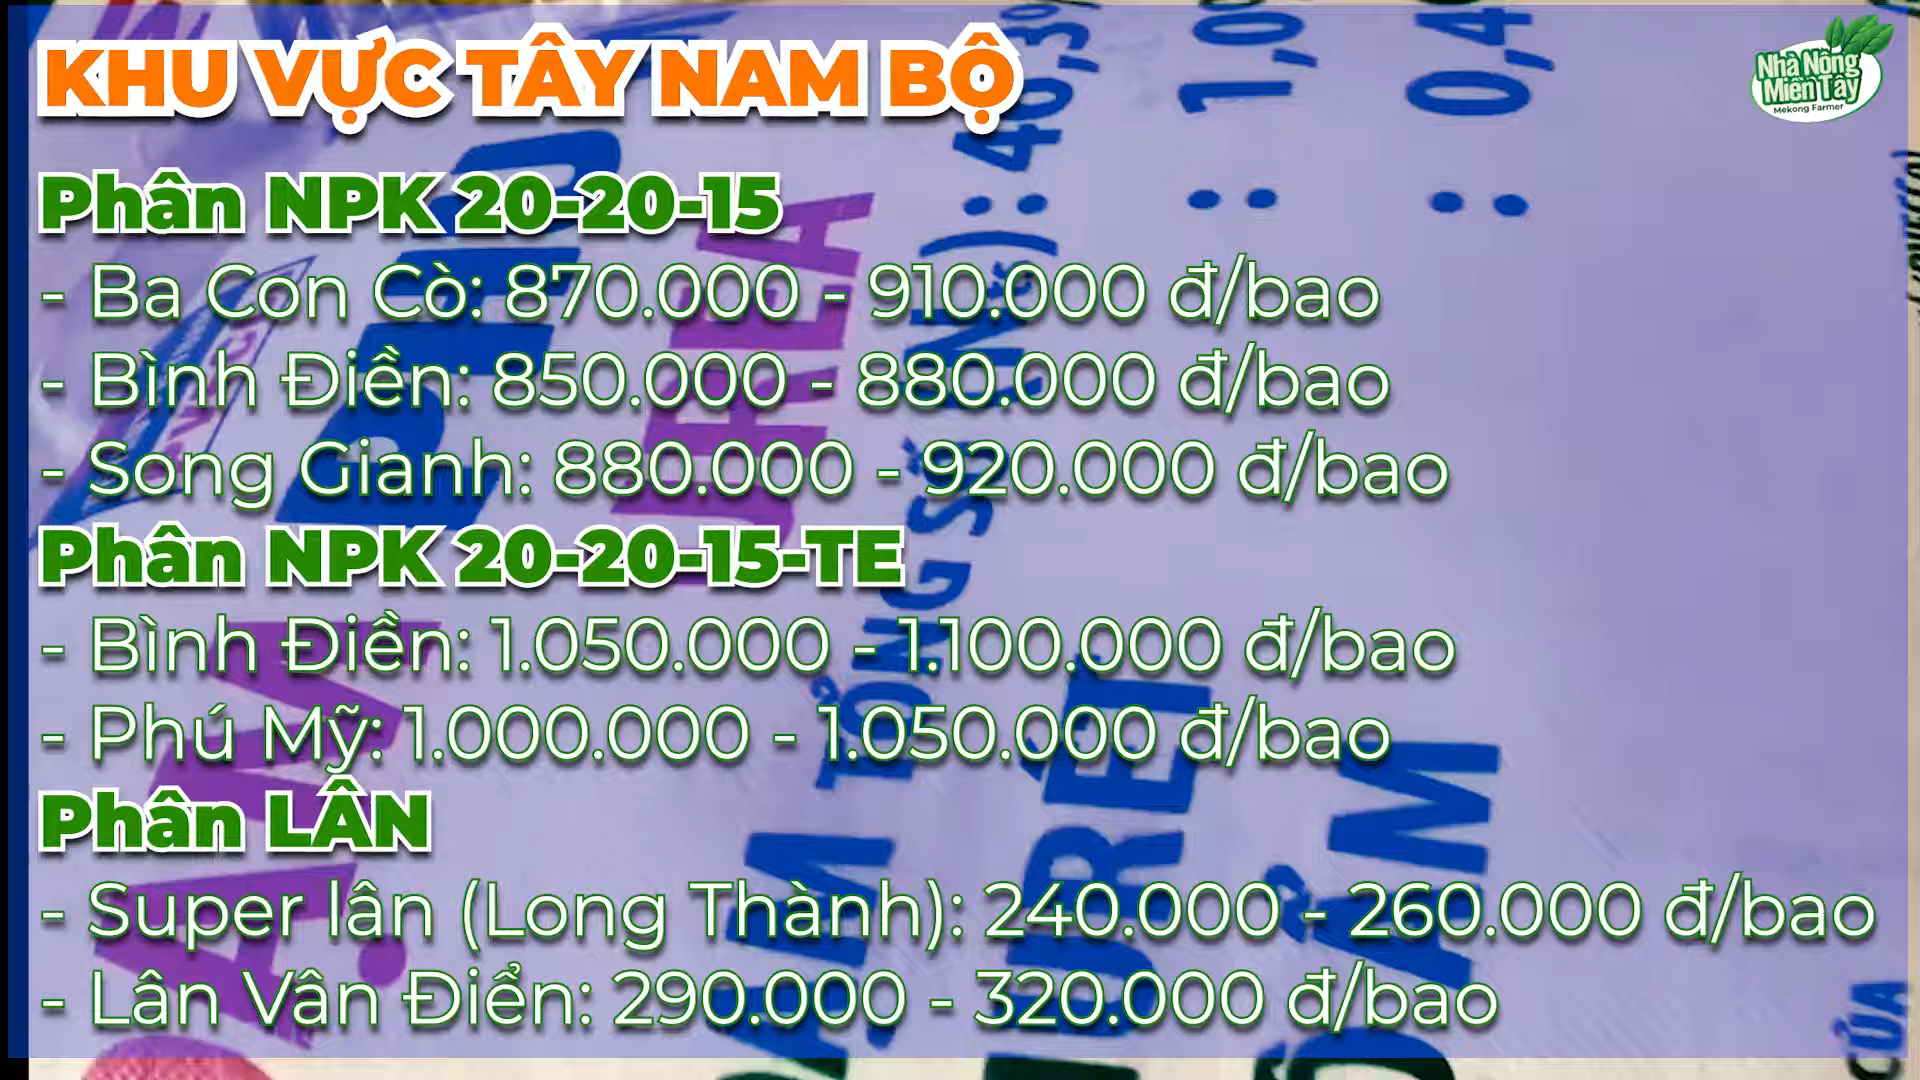 KHU VỰC TÂY NAM BỘ
Nhà Nông
Miền Tây
Mekong Farmer
Phân NPK 20-20-15
- Ba Con Cò: 870.000 - 910.000 đ/bao
- Bình Điền: 850.000 - 880.000 đ/bao
- Song Gianh: 880.000 - 920.000 đ/bao
Phân NPK 20-20-15-TE
- Bình Điền: 1.050.000 - 1.100.000 đ/bao
- Phú Mỹ: 1.000.000 - 1.050.000 đ/bao
Phân LÂN
- Super lân (Long Thành): 240.000 - 260.000 đ/bao
- Lân Vân Điển: 290.000 - 320.000 đ/bao
TỔNG SỐ
CỦA